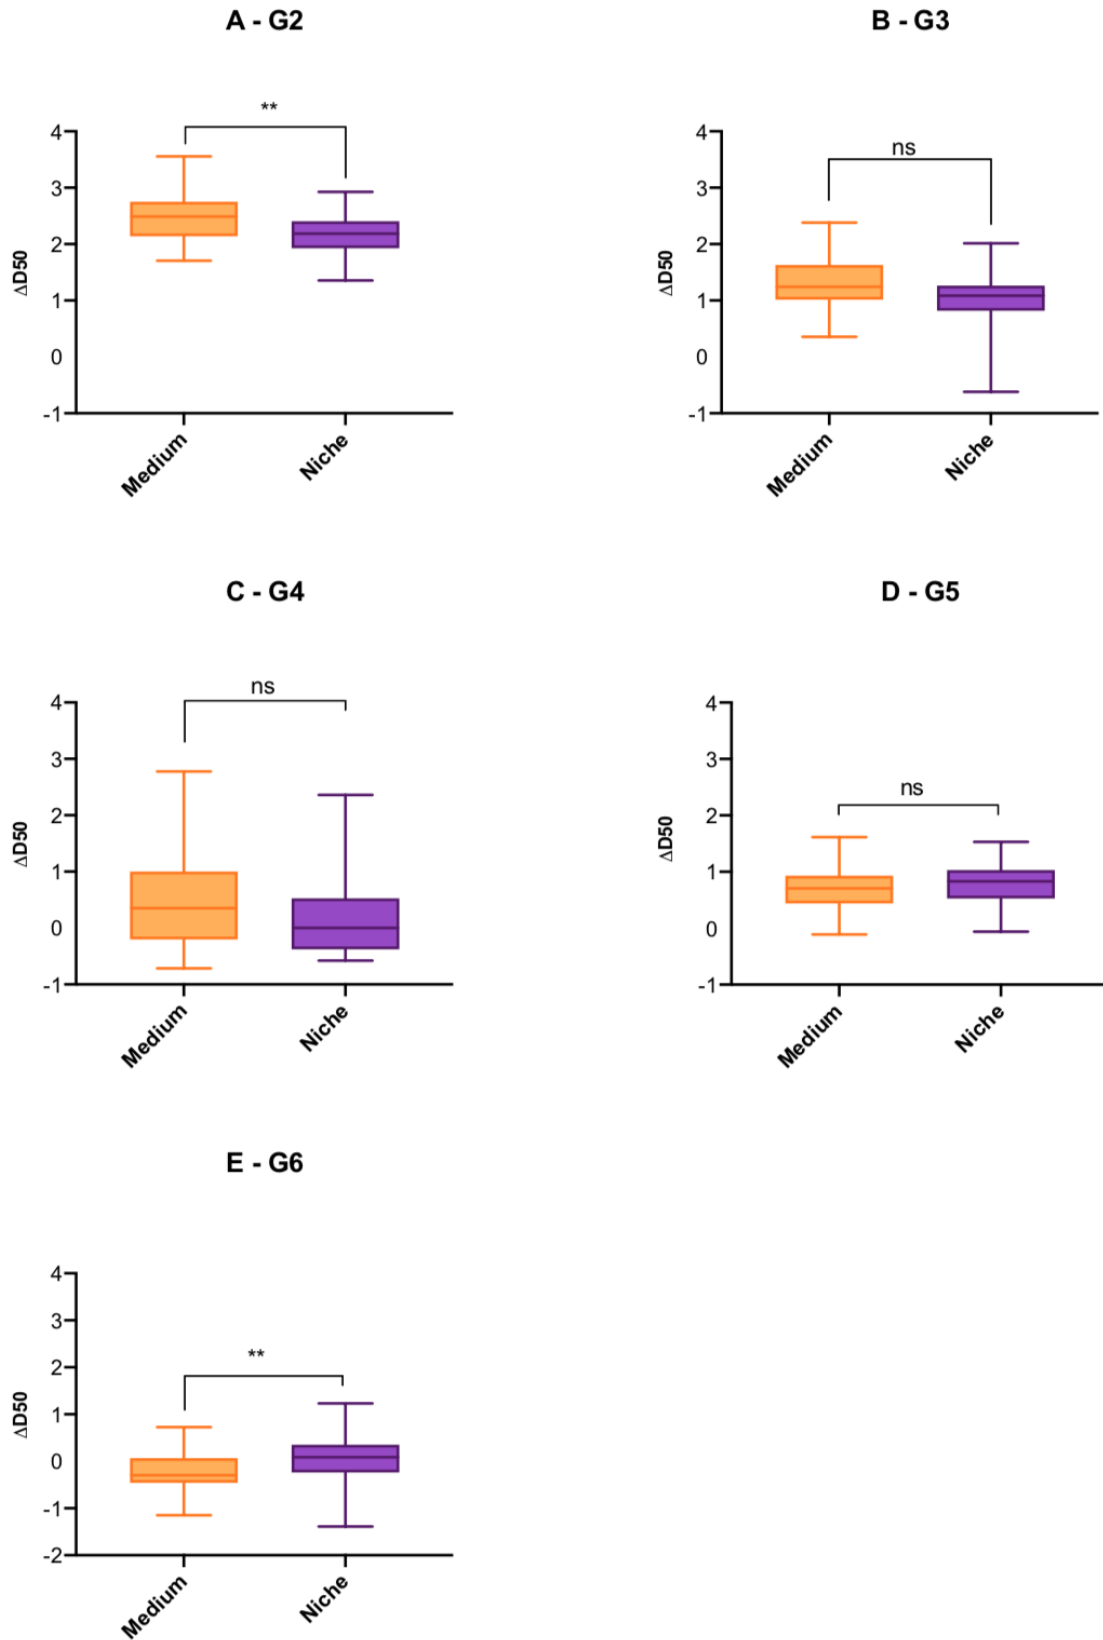 A - G2
**
4
3
2
1
0
-1
ΔD50
Medium
Niche
B - G3
ns
4
3
2
1
0
-1
ΔD50
Medium
Niche
C - G4
ns
4
3
2
1
0
-1
ΔD50
Medium
Niche
D - G5
ns
4
3
2
1
0
-1
ΔD50
Medium
Niche
E - G6
**
4
3
2
1
0
-1
-2
ΔD50
Medium
Niche